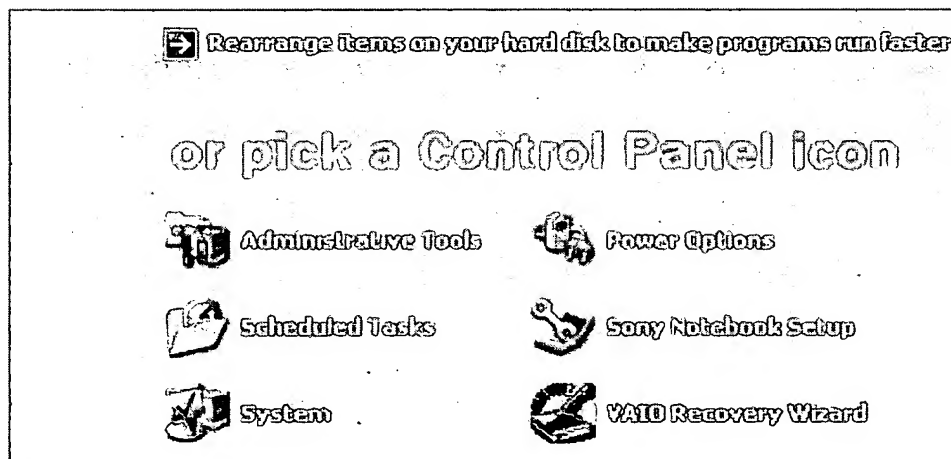 Rearrange items on your hard disk to make programs run faster
or pick a Control Panel icon
Administrative Tools
Power Options
Scheduled Tasks
Sony Notebook Setup
System
VAIO Recovery Wizard